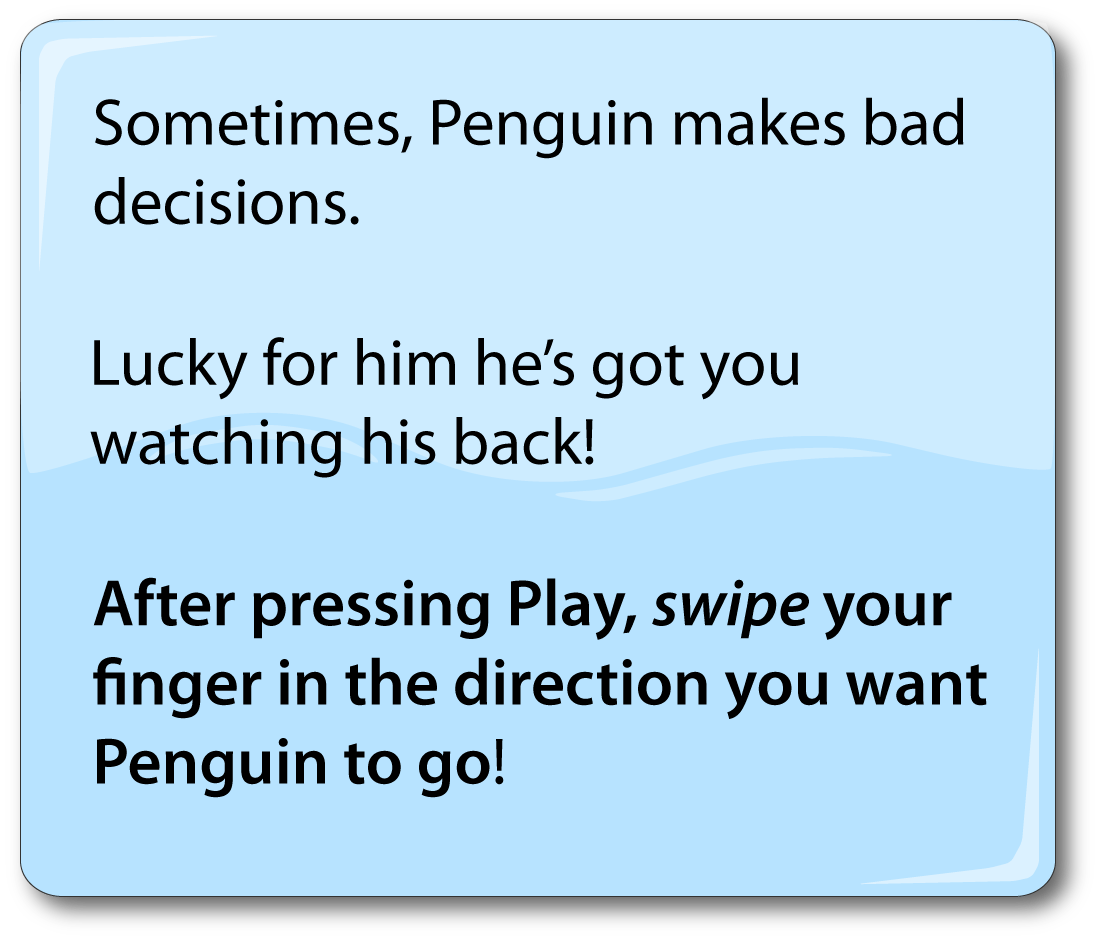 Sometimes, Penguin makes bad
decisions.
Lucky for him he’s got you
watching his back!
After pressing Play, swipe your
finger in the direction you want
Penguin to go!